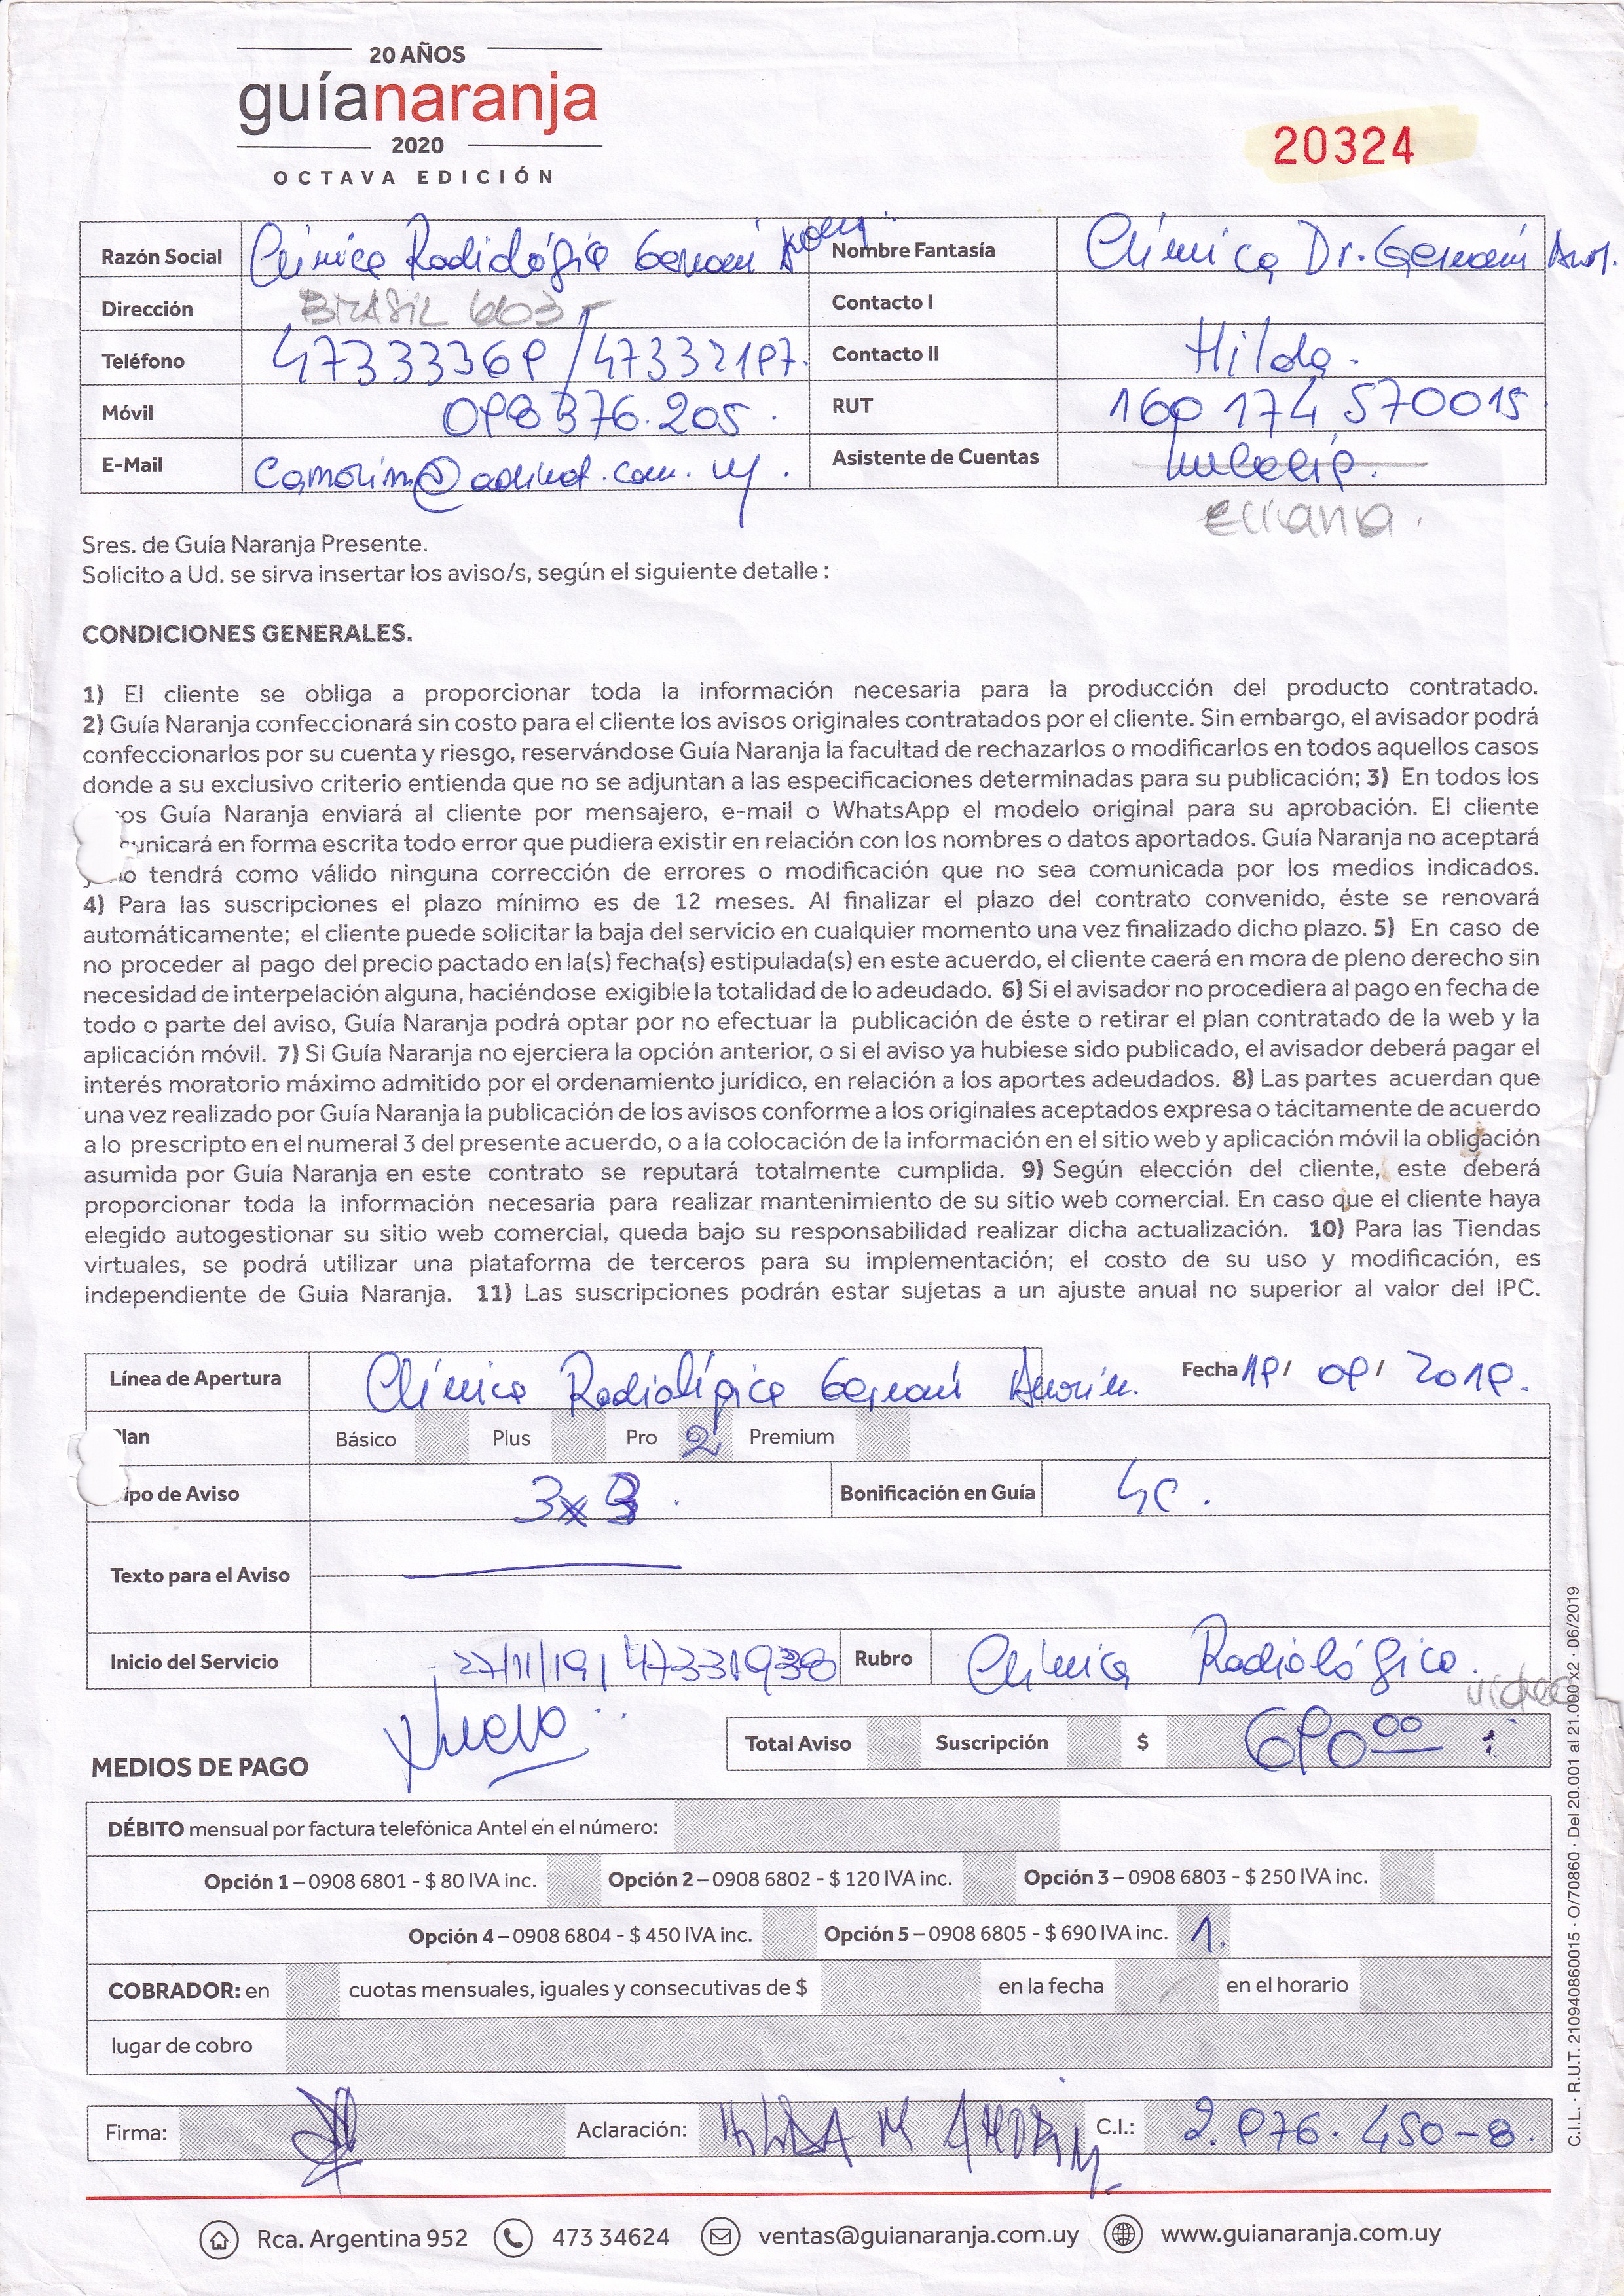 20 AÑOS
guíanaranja
2020
OCTAVA EDICIÓN
20324
Razón Social Clínica Radiológica Germani Amorim Nombre Fantasía Clínica Dr. Germani Amor.
Dirección BRASIL 603 Contacto I
Teléfono 47333369 / 47332197. Contacto II Hilda.
Móvil 098376.205. RUT 160174570015
E-Mail Camorim@adinet.com.uy. Asistente de Cuentas
Eliana.
Sres. de Guía Naranja Presente.
Solicito a Ud. se sirva insertar los aviso/s, según el siguiente detalle :
CONDICIONES GENERALES.
1) El cliente se obliga a proporcionar toda la información necesaria para la producción del producto contratado.
2) Guía Naranja confeccionará sin costo para el cliente los avisos originales contratados por el cliente. Sin embargo, el avisador podrá
confeccionarlos por su cuenta y riesgo, reservándose Guía Naranja la facultad de rechazarlos o modificarlos en todos aquellos casos
donde a su exclusivo criterio entienda que no se adjuntan a las especificaciones determinadas para su publicación; 3) En todos los
os Guía Naranja enviará al cliente por mensajero, e-mail o WhatsApp el modelo original para su aprobación. El cliente
unicará en forma escrita todo error que pudiera existir en relación con los nombres o datos aportados. Guía Naranja no aceptará
y no tendrá como válido ninguna corrección de errores o modificación que no sea comunicada por los medios indicados.
4) Para las suscripciones el plazo mínimo es de 12 meses. Al finalizar el plazo del contrato convenido, éste se renovará
automáticamente; el cliente puede solicitar la baja del servicio en cualquier momento una vez finalizado dicho plazo. 5) En caso de
no proceder al pago del precio pactado en la(s) fecha(s) estipulada(s) en este acuerdo, el cliente caerá en mora de pleno derecho sin
necesidad de interpelación alguna, haciéndose exigible la totalidad de lo adeudado. 6) Si el avisador no procediera al pago en fecha de
todo o parte del aviso, Guía Naranja podrá optar por no efectuar la publicación de éste o retirar el plan contratado de la web y la
aplicación móvil. 7) Si Guía Naranja no ejerciera la opción anterior, o si el aviso ya hubiese sido publicado, el avisador deberá pagar el
interés moratorio máximo admitido por el ordenamiento jurídico, en relación a los aportes adeudados. 8) Las partes acuerdan que
una vez realizado por Guía Naranja la publicación de los avisos conforme a los originales aceptados expresa o tácitamente de acuerdo
a lo prescripto en el numeral 3 del presente acuerdo, o a la colocación de la información en el sitio web y aplicación móvil la obligación
asumida por Guía Naranja en este contrato se reputará totalmente cumplida. 9) Según elección del cliente, este deberá
proporcionar toda la información necesaria para realizar mantenimiento de su sitio web comercial. En caso que el cliente haya
elegido autogestionar su sitio web comercial, queda bajo su responsabilidad realizar dicha actualización. 10) Para las Tiendas
virtuales, se podrá utilizar una plataforma de terceros para su implementación; el costo de su uso y modificación, es
independiente de Guía Naranja. 11) Las suscripciones podrán estar sujetas a un ajuste anual no superior al valor del IPC.
Línea de Apertura Clínica Radiológica Germani Amorim. Fecha 19/ 09/ 2019.
Plan Básico Plus Pro 2 Premium
Tipo de Aviso 3x3. Bonificación en Guía 4C.
Texto para el Aviso
Inicio del Servicio 27/11/19 | 47331938 Rubro Clínica Radiológica.
video
Nuevo
MEDIOS DE PAGO Total Aviso Suscripción $ 690 00
DÉBITO mensual por factura telefónica Antel en el número:
Opción 1 – 0908 6801 - $ 80 IVA inc. Opción 2 – 0908 6802 - $ 120 IVA inc. Opción 3 – 0908 6803 - $ 250 IVA inc.
Opción 4 – 0908 6804 - $ 450 IVA inc. Opción 5 – 0908 6805 - $ 690 IVA inc. 1.
COBRADOR: en cuotas mensuales, iguales y consecutivas de $ en la fecha en el horario
lugar de cobro
Firma: Aclaración: HILDA M AMORIM C.I.: 2.976.450-8.
Rca. Argentina 952 473 34624 ventas@guianaranja.com.uy www.guianaranja.com.uy
C.I.L. · R.U.T. 210940860015 · O/70860 · Del 20.001 al 21.000 x2 · 06/2019